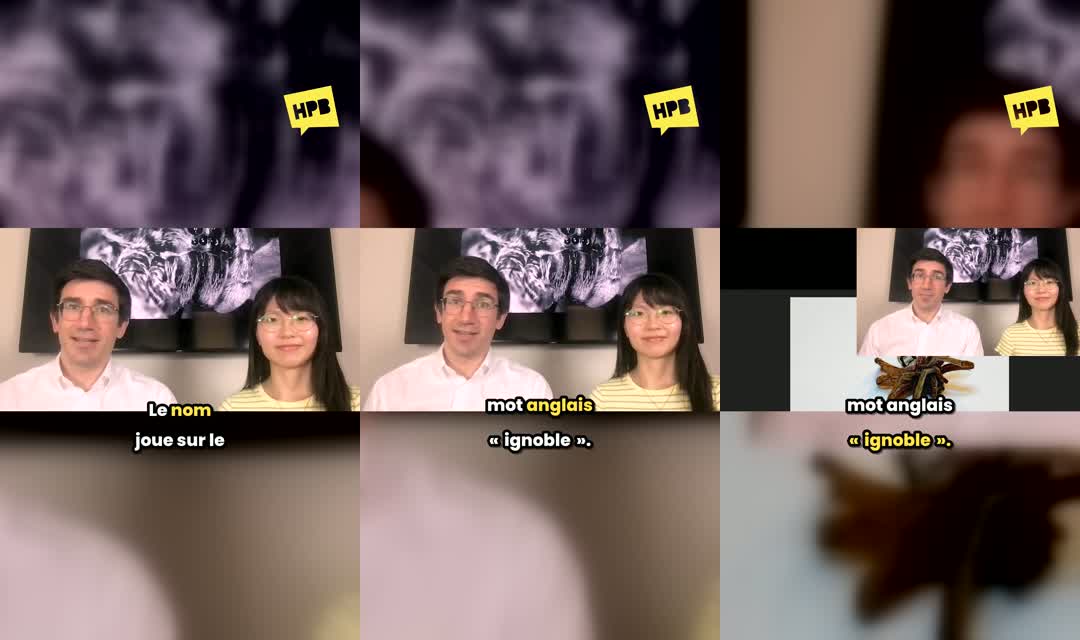 HPB
HPB
HPB
Le nom
joue sur le
mot anglais
« ignoble ».
mot anglais
« ignoble ».